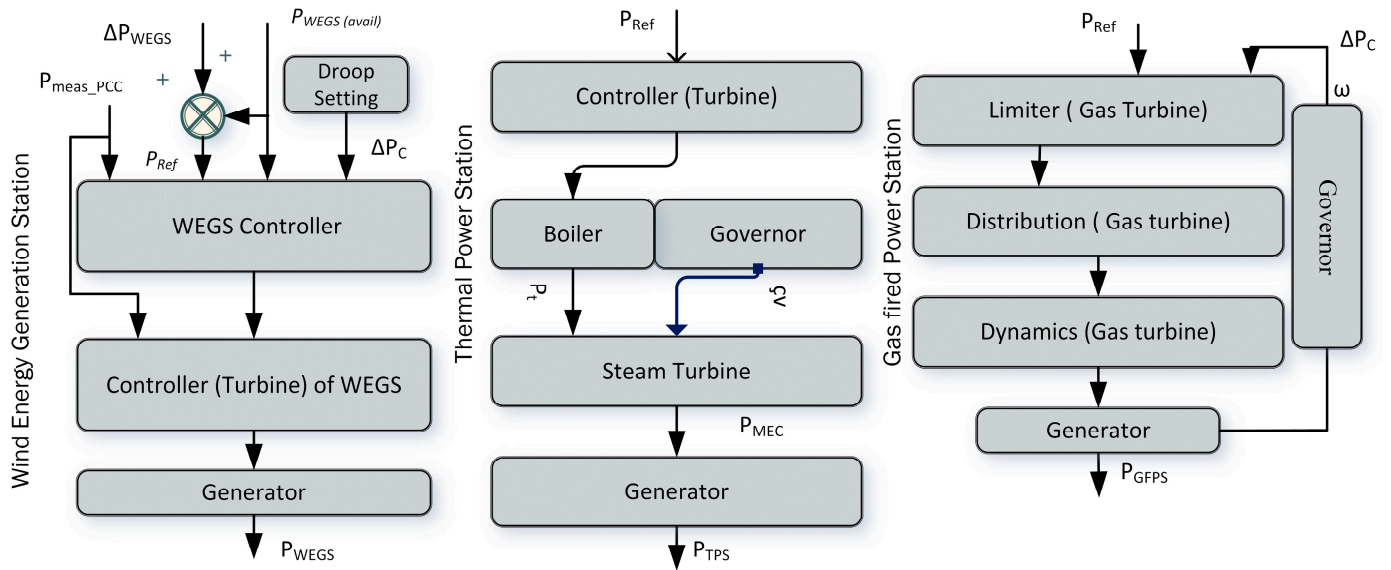 Wind Energy Generation Station
ΔP_WEGS
P_WEGS (avail)
+
+
P_meas_PCC
Droop
Setting
P_Ref
ΔP_C
WEGS Controller
Controller (Turbine) of WEGS
Generator
P_WEGS
Thermal Power Station
P_Ref
Controller (Turbine)
Boiler
Governor
P_t
Steam Turbine
P_MEC
Generator
P_TPS
Gas fired Power Station
P_Ref
ΔP_C
ω
Limiter ( Gas Turbine)
Governor
Distribution ( Gas turbine)
Dynamics (Gas turbine)
Generator
P_GFPS